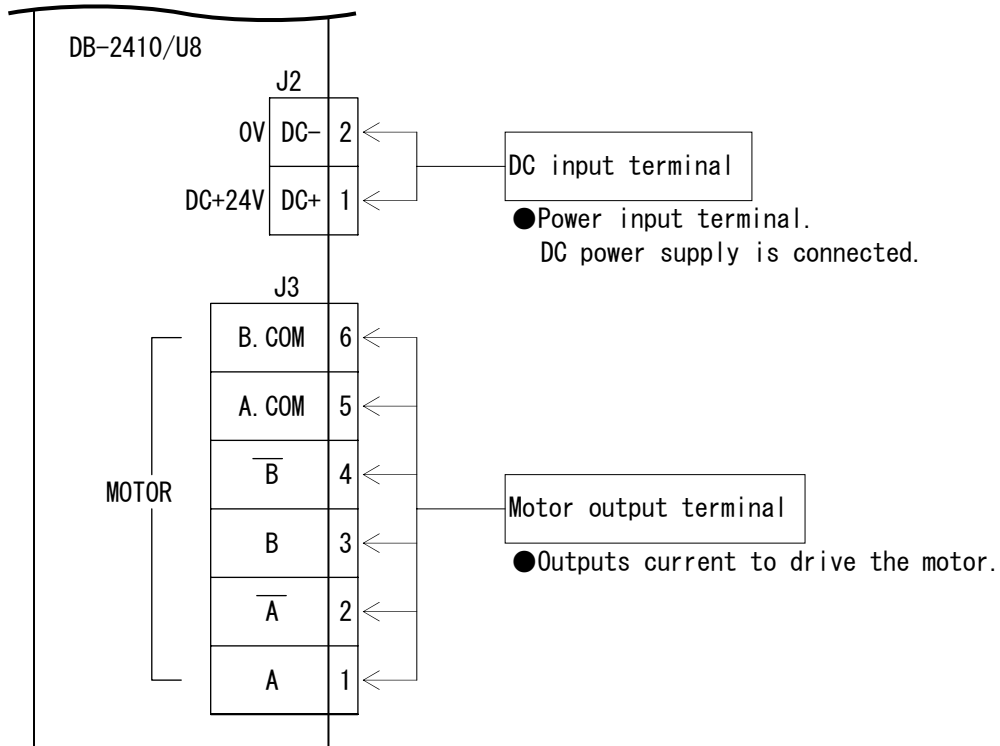 DB-2410/U8
J2
0V DC- 2
DC+24V DC+ 1
DC input terminal
●Power input terminal.
DC power supply is connected.
J3
MOTOR
B.COM 6
A.COM 5
B̅ 4
B 3
A̅ 2
A 1
Motor output terminal
●Outputs current to drive the motor.